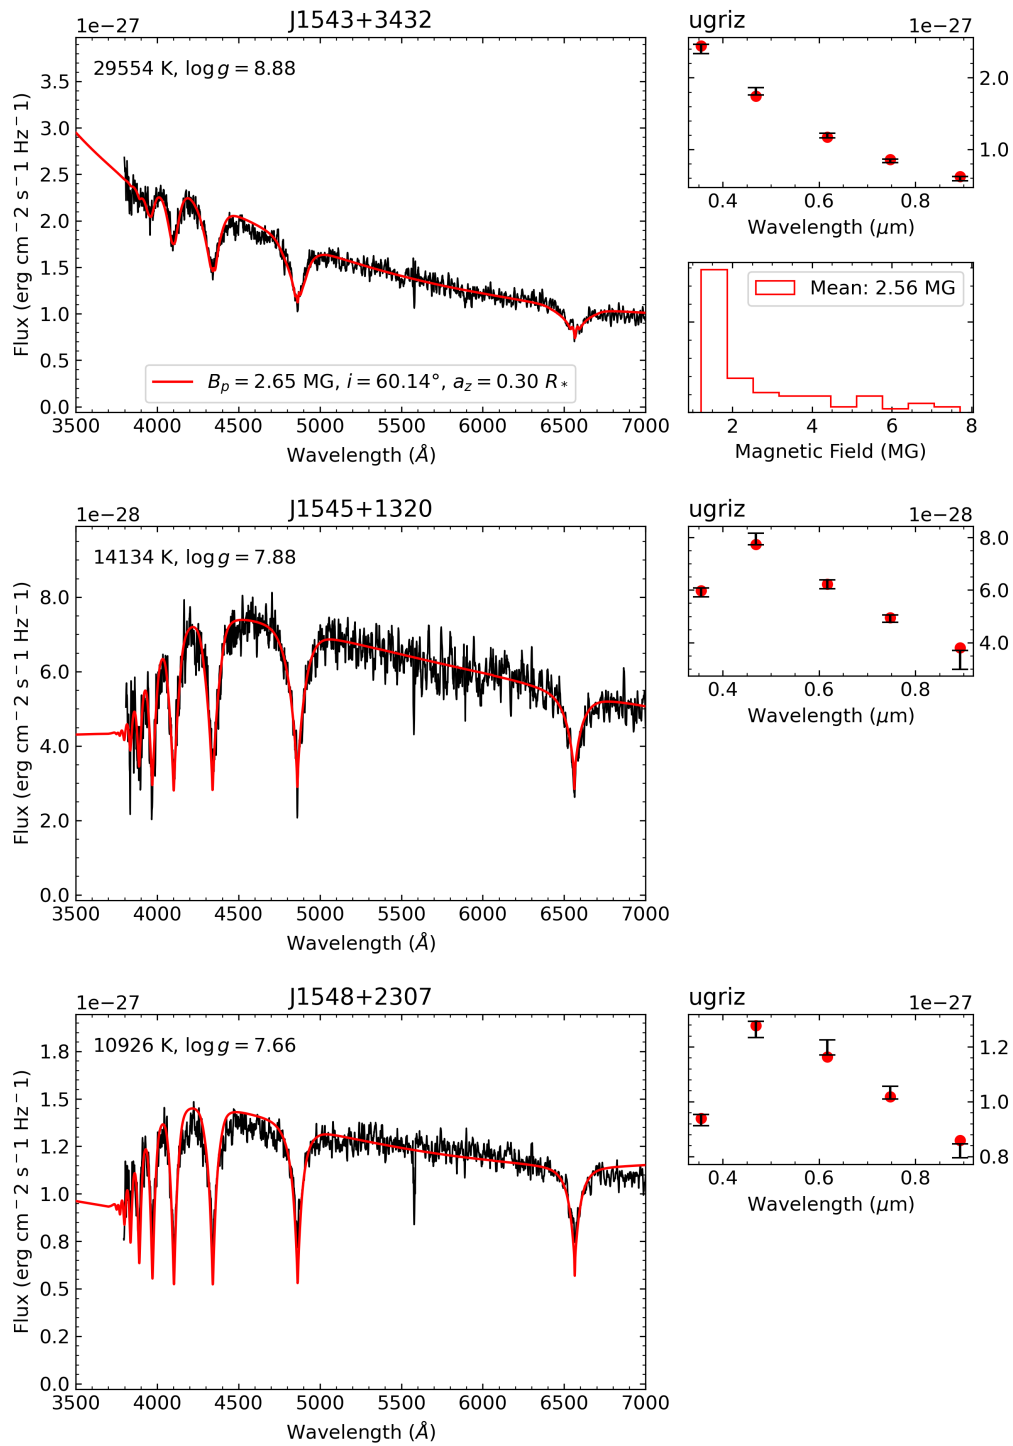 1e−27
J1543+3432
29554 K, log g = 8.88
Flux (erg cm−2 s−1 Hz−1)
3.5
3.0
2.5
2.0
1.5
1.0
0.5
0.0
B_p = 2.65 MG, i = 60.14°, a_z = 0.30 R_*
3500 4000 4500 5000 5500 6000 6500 7000
Wavelength (Å)
ugriz
1e−27
2.0
1.0
0.4 0.6 0.8
Wavelength (μm)
Mean: 2.56 MG
2 4 6 8
Magnetic Field (MG)
1e−28
J1545+1320
14134 K, log g = 7.88
Flux (erg cm−2 s−1 Hz−1)
8.0
6.0
4.0
2.0
0.0
3500 4000 4500 5000 5500 6000 6500 7000
Wavelength (Å)
ugriz
1e−28
8.0
6.0
4.0
0.4 0.6 0.8
Wavelength (μm)
1e−27
J1548+2307
10926 K, log g = 7.66
Flux (erg cm−2 s−1 Hz−1)
1.8
1.5
1.2
1.0
0.8
0.5
0.2
0.0
3500 4000 4500 5000 5500 6000 6500 7000
Wavelength (Å)
ugriz
1e−27
1.2
1.0
0.8
0.4 0.6 0.8
Wavelength (μm)